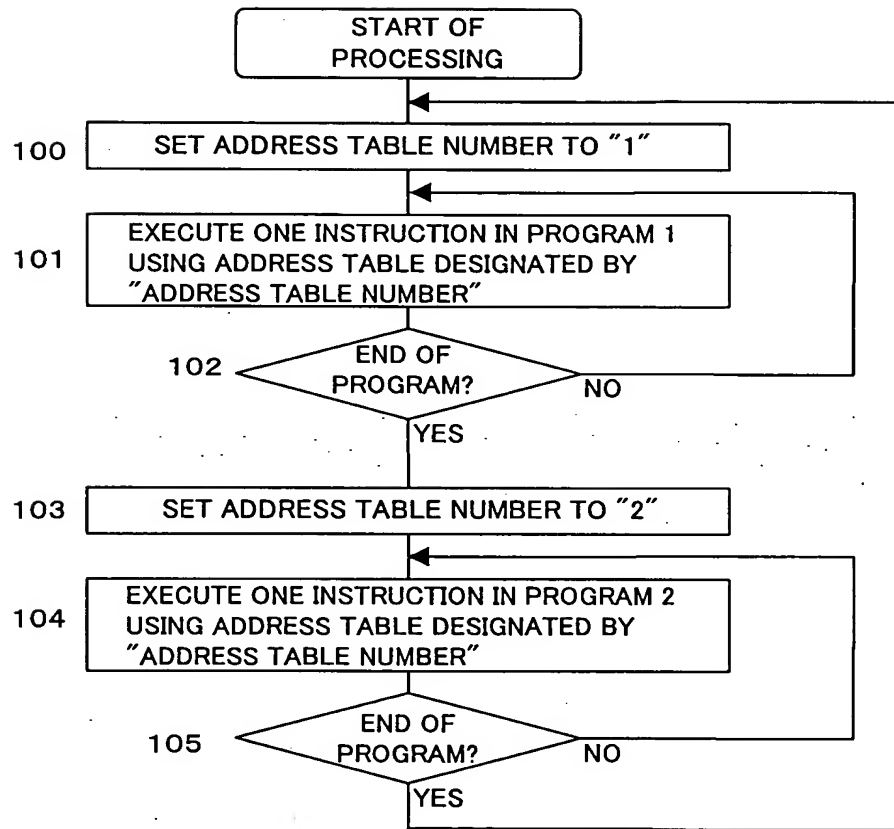 START OF
PROCESSING
100
SET ADDRESS TABLE NUMBER TO "1"
101
EXECUTE ONE INSTRUCTION IN PROGRAM 1
USING ADDRESS TABLE DESIGNATED BY
"ADDRESS TABLE NUMBER"
102
END OF
PROGRAM?
NO
YES
103
SET ADDRESS TABLE NUMBER TO "2"
104
EXECUTE ONE INSTRUCTION IN PROGRAM 2
USING ADDRESS TABLE DESIGNATED BY
"ADDRESS TABLE NUMBER"
105
END OF
PROGRAM?
NO
YES